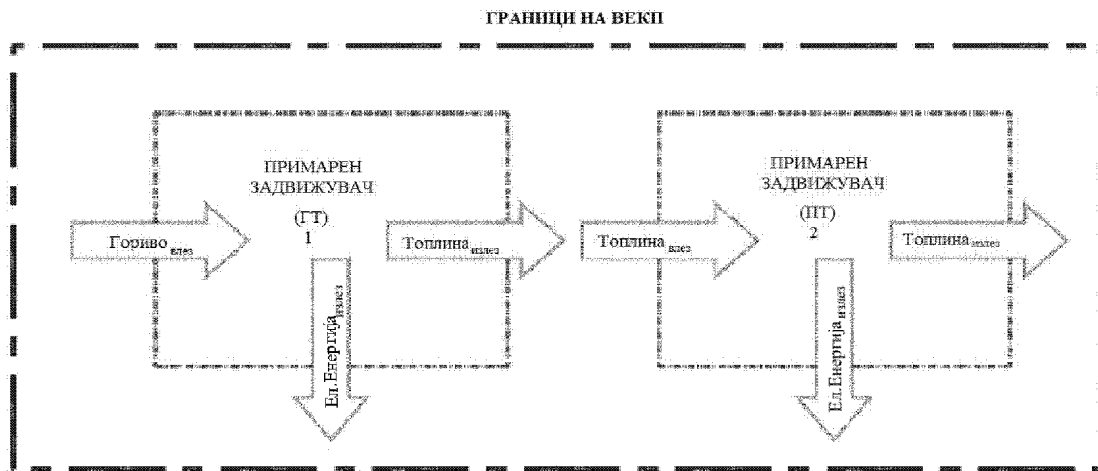 ГРАНИЦИ НА ВЕКП
ПРИМАРЕН
ЗАДВИЖУВАЧ
(ГТ)
1
Гориво влез
Топлина излез
Ел.Енергија излез
ПРИМАРЕН
ЗАДВИЖУВАЧ
(ПТ)
2
Топлина влез
Топлина излез
Ел.Енергија излез